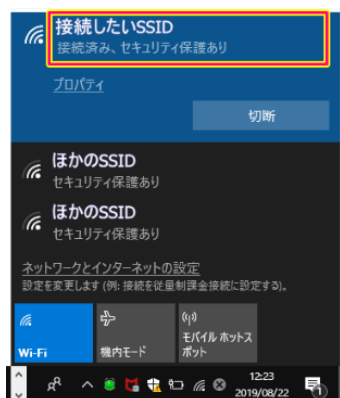 接続したいSSID
接続済み、セキュリティ保護あり
プロパティ
切断
ほかのSSID
セキュリティ保護あり
ほかのSSID
セキュリティ保護あり
ネットワークとインターネットの設定
設定を変更します (例: 接続を従量制課金接続に設定する)。
Wi-Fi
機内モード
モバイル ホットス
ポット
12:23
2019/08/22
1